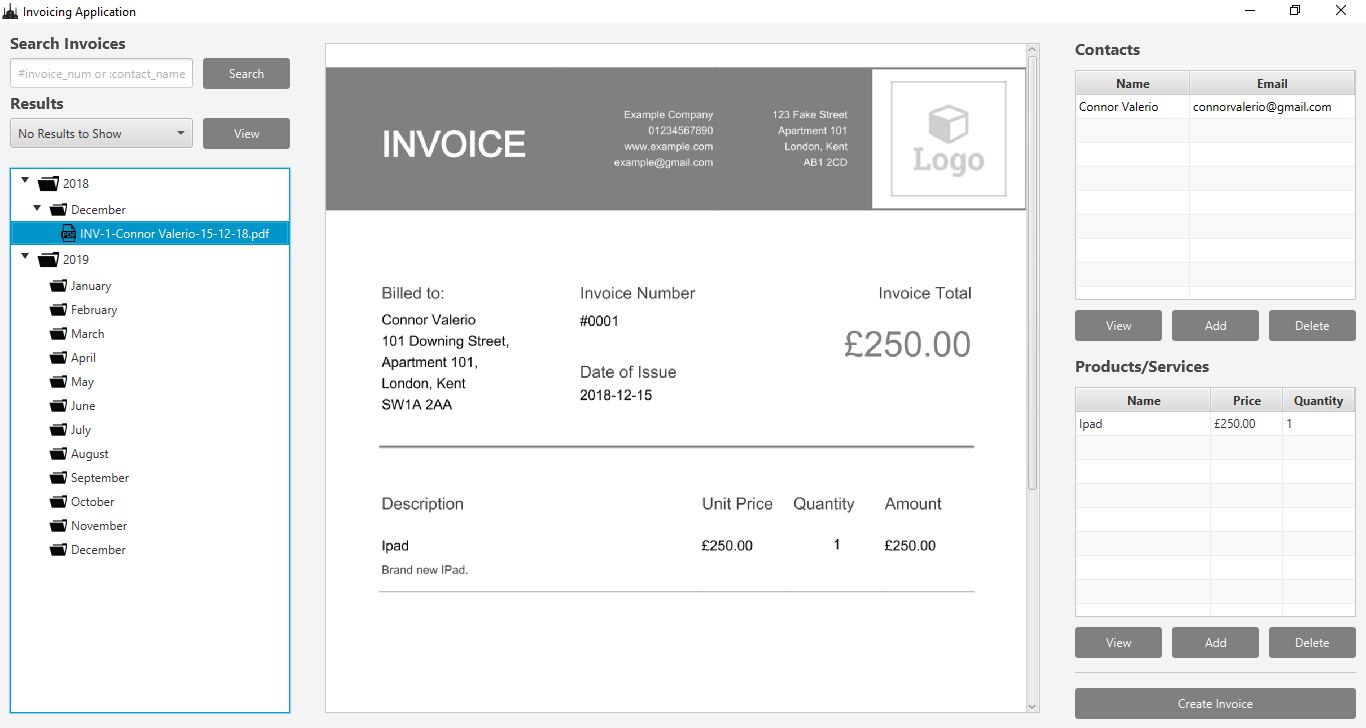 Invoicing Application
Search Invoices
#invoice_num or :contact_name
Search
Results
No Results to Show
View
2018
December
PDF
INV-1-Connor Valerio-15-12-18.pdf
2019
January
February
March
April
May
June
July
August
September
October
November
December
INVOICE
Example Company
01234567890
www.example.com
example@gmail.com
123 Fake Street
Apartment 101
London, Kent
AB1 2CD
Logo
Billed to:
Connor Valerio
101 Downing Street,
Apartment 101,
London, Kent
SW1A 2AA
Invoice Number
#0001
Date of Issue
2018-12-15
Invoice Total
£250.00
Description Unit Price Quantity Amount
Ipad £250.00 1 £250.00
Brand new IPad.
Contacts
Name Email
Connor Valerio connorvalerio@gmail.com
View Add Delete
Products/Services
Name Price Quantity
Ipad £250.00 1
View Add Delete
Create Invoice